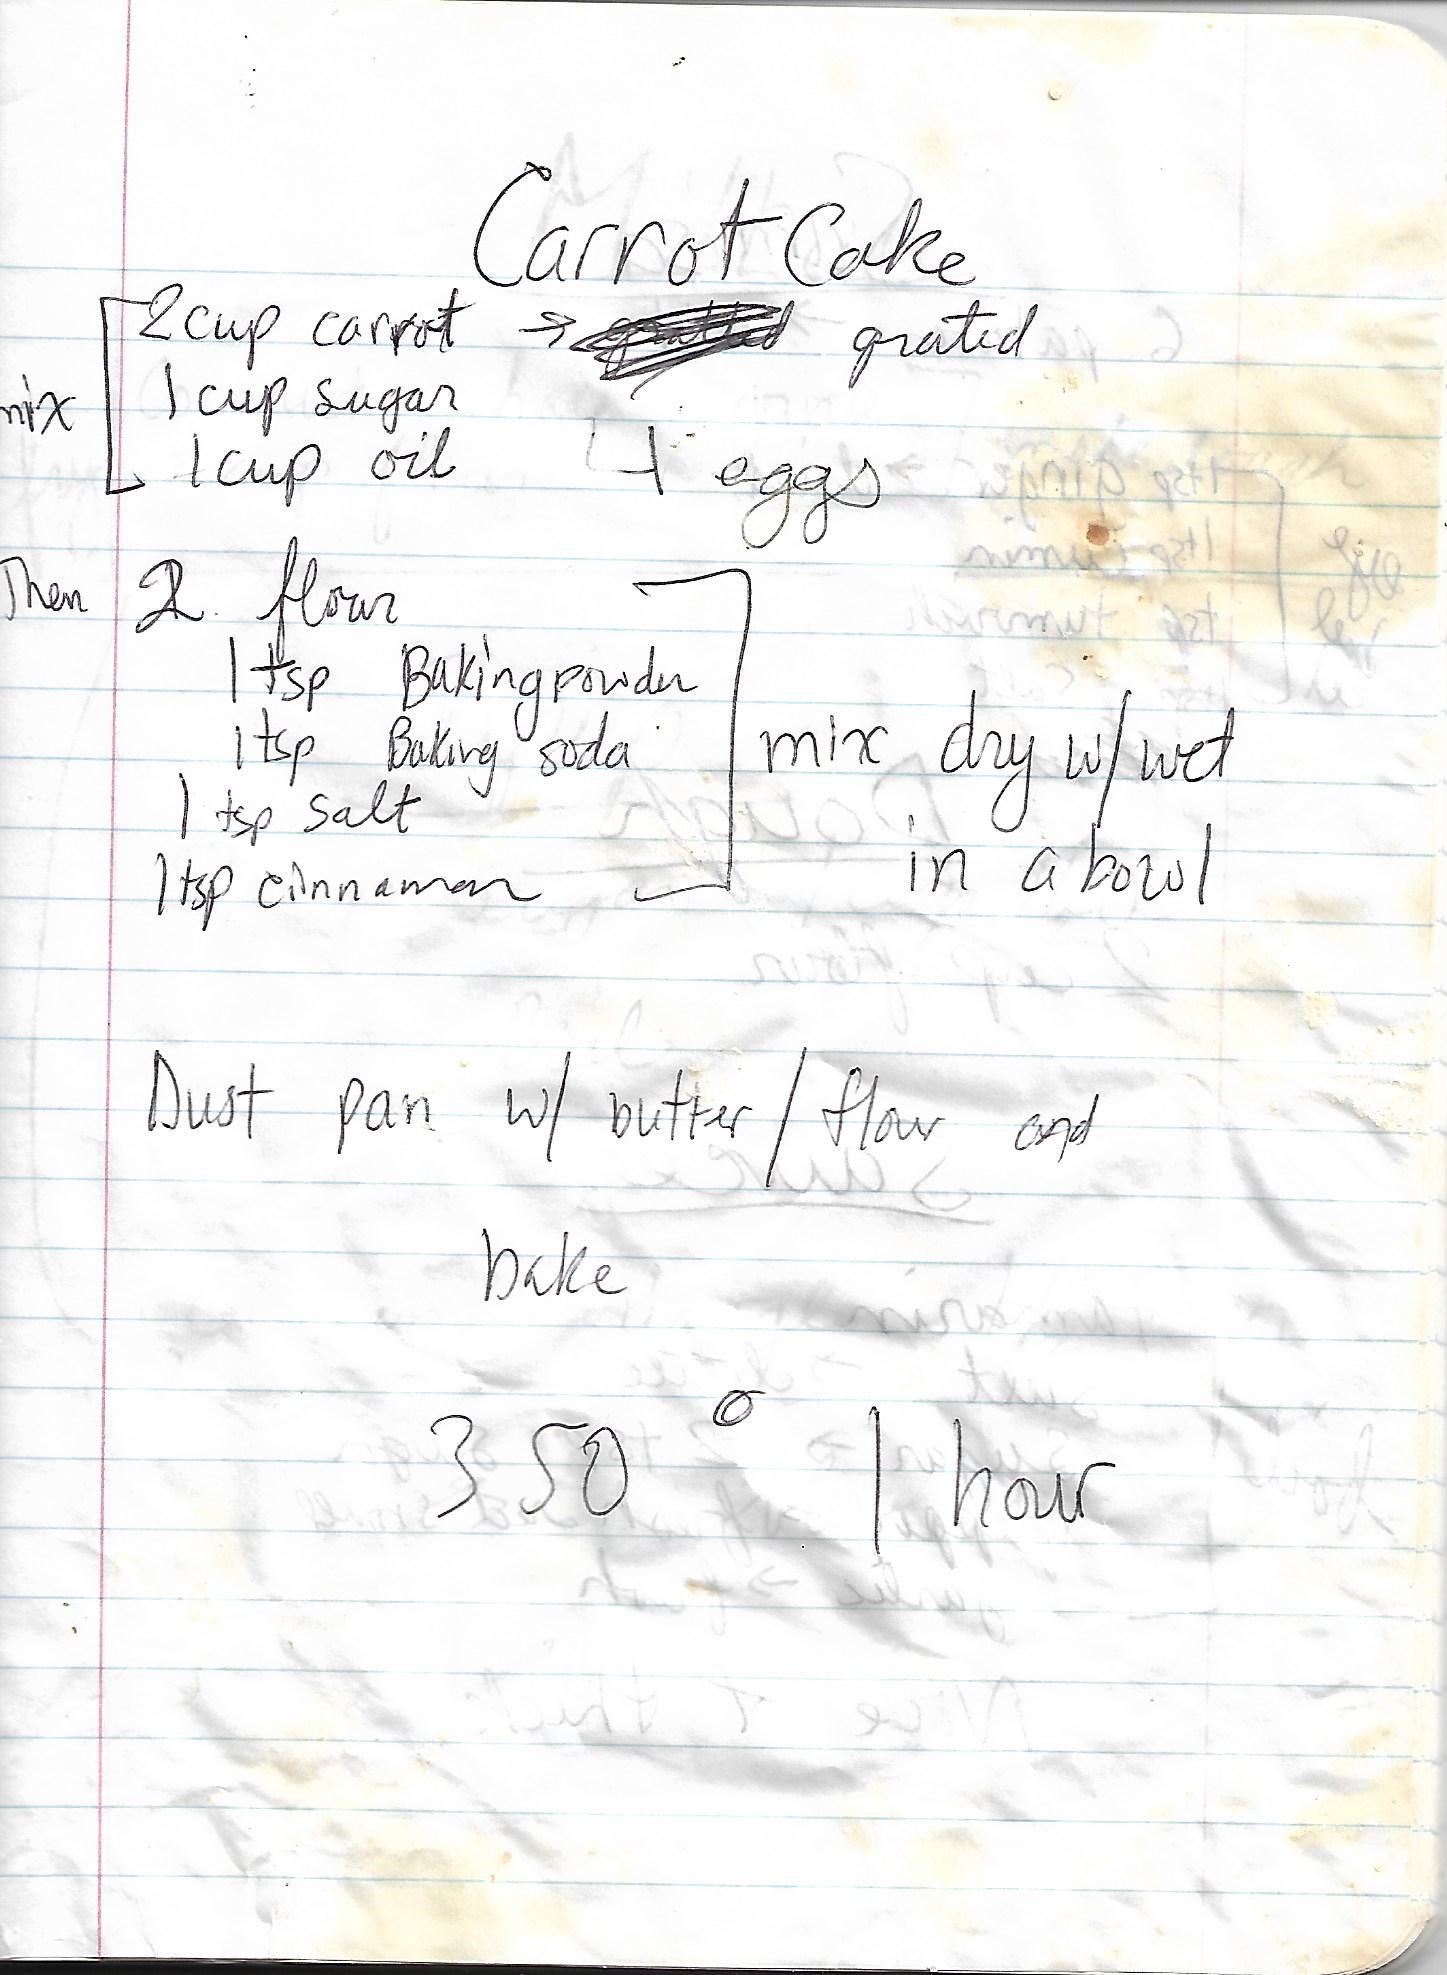 Carrot Cake
2 cup carrot → grated
1 cup sugar
mix
1 cup oil 4 eggs
Then 2 flour
1 tsp Baking powder
1 tsp Baking soda
mix dry w/ wet
1 tsp salt
in a bowl
1 tsp cinnamon
Dust pan w/ butter / flour and
bake
350° 1 hour